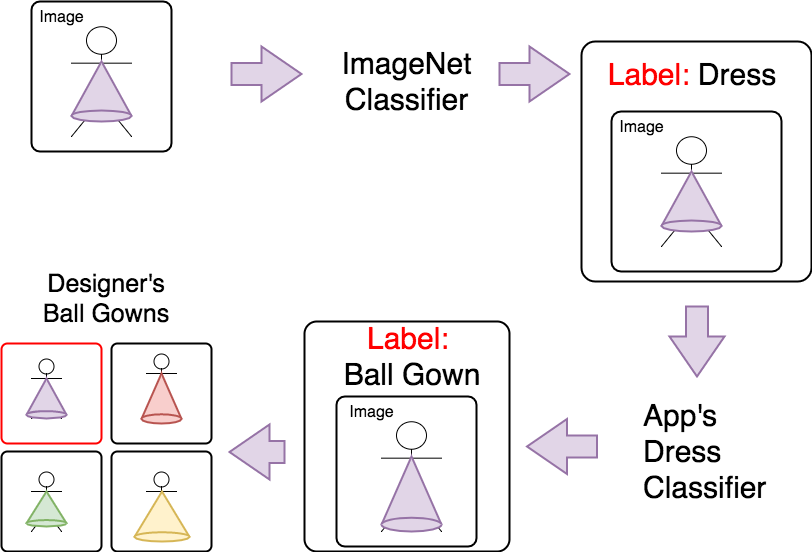 Image
ImageNet
Classifier
Label: Dress
Image
App's
Dress
Classifier
Label:
Ball Gown
Image
Designer's
Ball Gowns